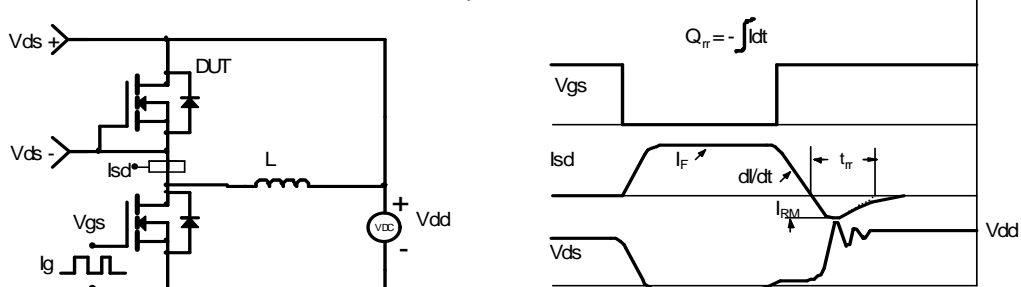 Vds +
DUT
Vds -
Isd
L
Vgs
Ig
VDC
+
-
Vdd
Qrr = - ∫ Idt
Vgs
Isd
IF
dI/dt
trr
IRM
Vds
Vdd